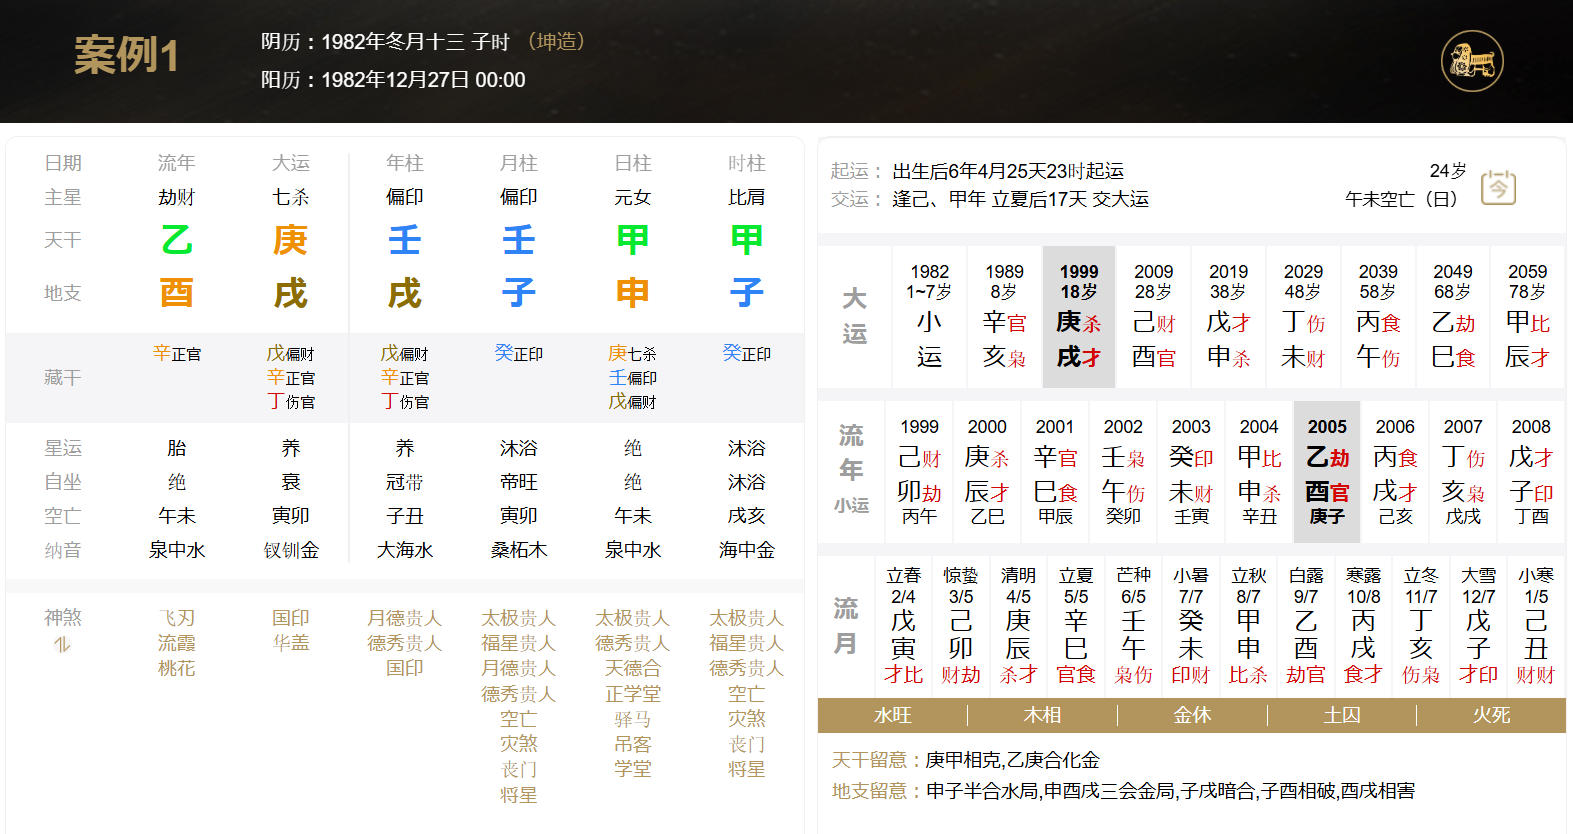 案例1
阴历：1982年冬月十三 子时 （坤造）
阳历：1982年12月27日 00:00
日期 流年 大运 年柱 月柱 日柱 时柱
主星 劫财 七杀 偏印 偏印 元女 比肩
天干 乙 庚 壬 壬 甲 甲
地支 酉 戌 戌 子 申 子
藏干
辛正官 戊偏财 戊偏财 癸正印 庚七杀 癸正印
辛正官 辛正官 壬偏印
丁伤官 丁伤官 戊偏财
星运 胎 养 养 沐浴 绝 沐浴
自坐 绝 衰 冠带 帝旺 绝 沐浴
空亡 午未 寅卯 子丑 寅卯 午未 戌亥
纳音 泉中水 钗钏金 大海水 桑柘木 泉中水 海中金
神煞 飞刃 国印 月德贵人 太极贵人 太极贵人 太极贵人
流霞 华盖 德秀贵人 福星贵人 德秀贵人 福星贵人
桃花 国印 月德贵人 天德合 德秀贵人
德秀贵人 正学堂 空亡
空亡 驿马 灾煞
灾煞 吊客 丧门
丧门 学堂 将星
将星
起运： 出生后6年4月25天23时起运 24岁
今
交运： 逢己、甲年 立夏后17天 交大运 午未空亡（日）
大运
1982 1989 1999 2009 2019 2029 2039 2049 2059
1~7岁 8岁 18岁 28岁 38岁 48岁 58岁 68岁 78岁
小 辛官 庚杀 己财 戊才 丁伤 丙食 乙劫 甲比
运 亥枭 戌才 酉官 申杀 未财 午伤 巳食 辰才
流年
小运
1999 2000 2001 2002 2003 2004 2005 2006 2007 2008
己财 庚杀 辛官 壬枭 癸印 甲比 乙劫 丙食 丁伤 戊才
卯劫 辰才 巳食 午伤 未财 申杀 酉官 戌才 亥枭 子印
丙午 乙巳 甲辰 癸卯 壬寅 辛丑 庚子 己亥 戊戌 丁酉
流月
立春 惊蛰 清明 立夏 芒种 小暑 立秋 白露 寒露 立冬 大雪 小寒
2/4 3/5 4/5 5/5 6/5 7/7 8/7 9/7 10/8 11/7 12/7 1/5
戊 己 庚 辛 壬 癸 甲 乙 丙 丁 戊 己
寅 卯 辰 巳 午 未 申 酉 戌 亥 子 丑
才比 财劫 杀才 官食 枭伤 印财 比杀 劫官 食才 伤枭 才印 财财
水旺 木相 金休 土囚 火死
天干留意：庚甲相克,乙庚合化金
地支留意：申子半合水局,申酉戌三会金局,子戌暗合,子酉相破,酉戌相害